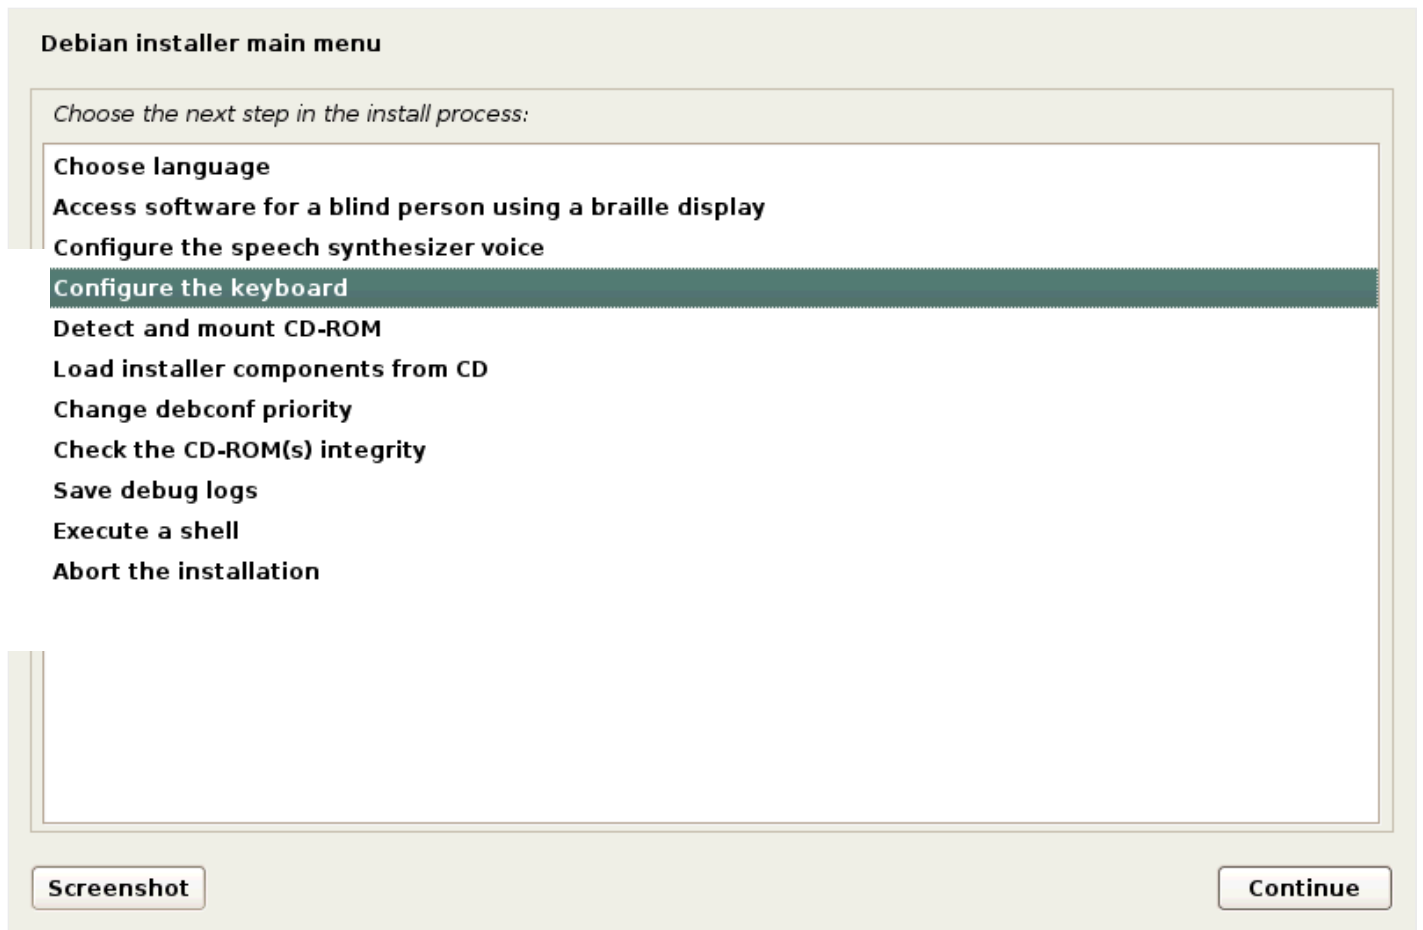 Debian installer main menu
Choose the next step in the install process:
Choose language
Access software for a blind person using a braille display
Configure the speech synthesizer voice
Configure the keyboard
Detect and mount CD-ROM
Load installer components from CD
Change debconf priority
Check the CD-ROM(s) integrity
Save debug logs
Execute a shell
Abort the installation
Screenshot
Continue